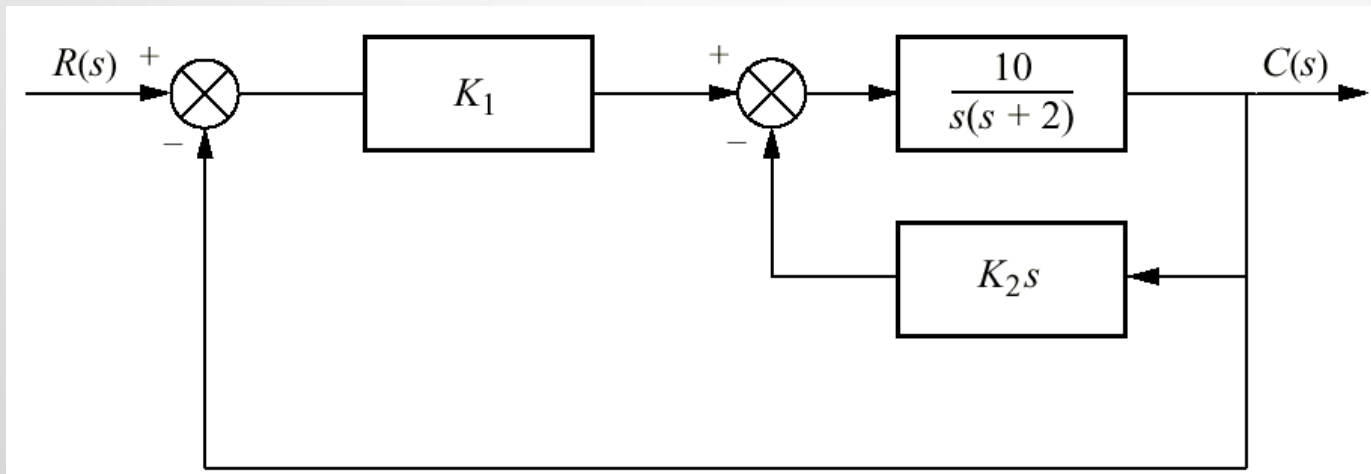 R(s)
+
−
K₁
+
−
10
s(s + 2)
C(s)
K₂s